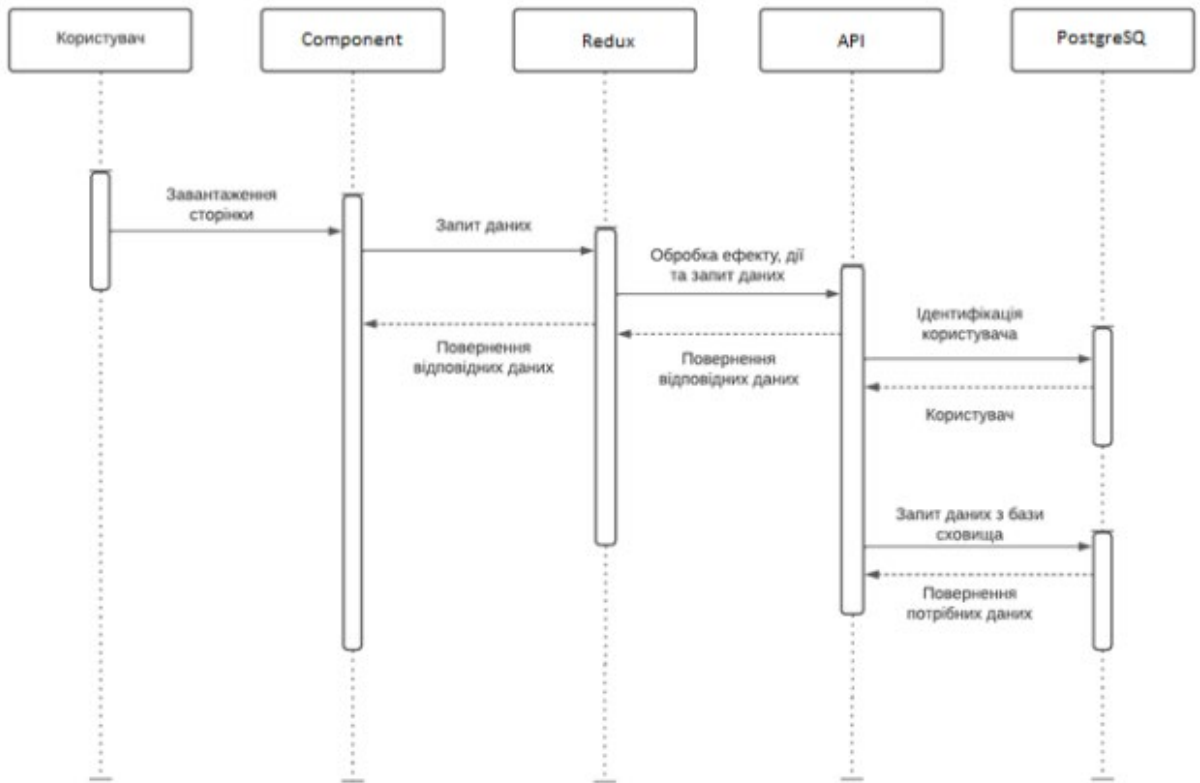 Користувач
Component
Redux
API
PostgreSQ
Завантаження
сторінки
Запит даних
Обробка ефекту, дії
та запит даних
Ідентифікація
користувача
Повернення
відповідних даних
Повернення
відповідних даних
Користувач
Запит даних з бази
сховища
Повернення
потрібних даних